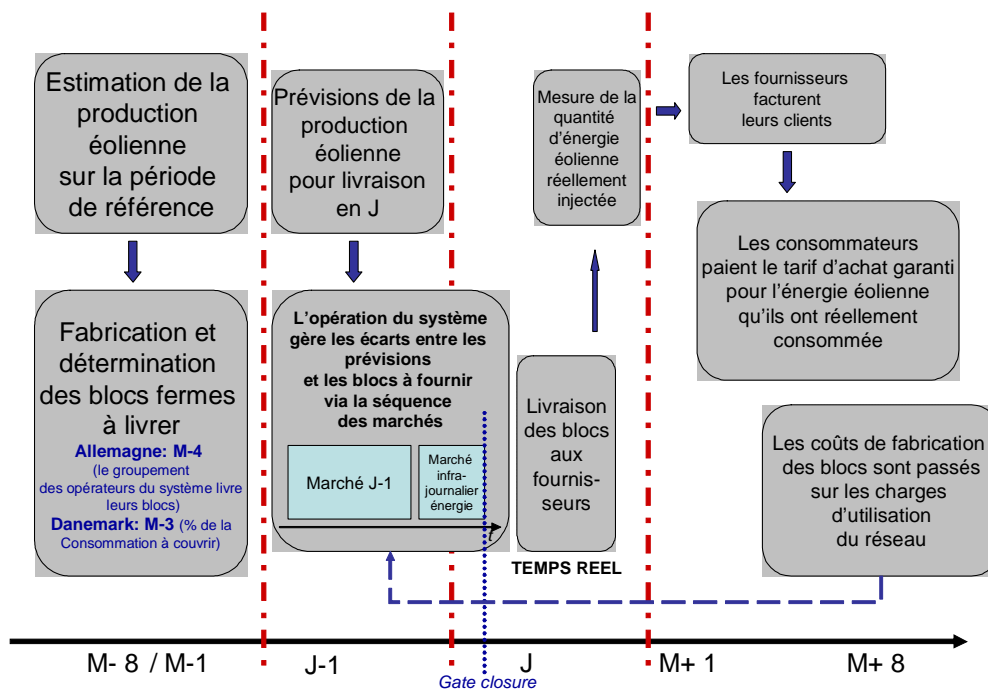 Estimation de la
production
éolienne
sur la période
de référence
Fabrication et
détermination
des blocs fermes
à livrer
Allemagne: M-4
(le groupement
des opérateurs du système livre
leurs blocs)
Danemark: M-3 (% de la
Consommation à couvrir)
Prévisions de la
production
éolienne
pour livraison
en J
L'opération du système
gère les écarts entre les
prévisions
et les blocs à fournir
via la séquence
des marchés
Marché J-1
Marché
infra-
journalier
énergie
t
Mesure de la
quantité
d'énergie
éolienne
réellement
injectée
Livraison
des blocs
aux
fournis-
seurs
TEMPS REEL
Les fournisseurs
facturent
leurs clients
Les consommateurs
paient le tarif d'achat garanti
pour l'énergie éolienne
qu'ils ont réellement
consommée
Les coûts de fabrication
des blocs sont passés
sur les charges
d'utilisation
du réseau
M- 8 / M-1
J-1
Gate closure
J
M+ 1
M+ 8